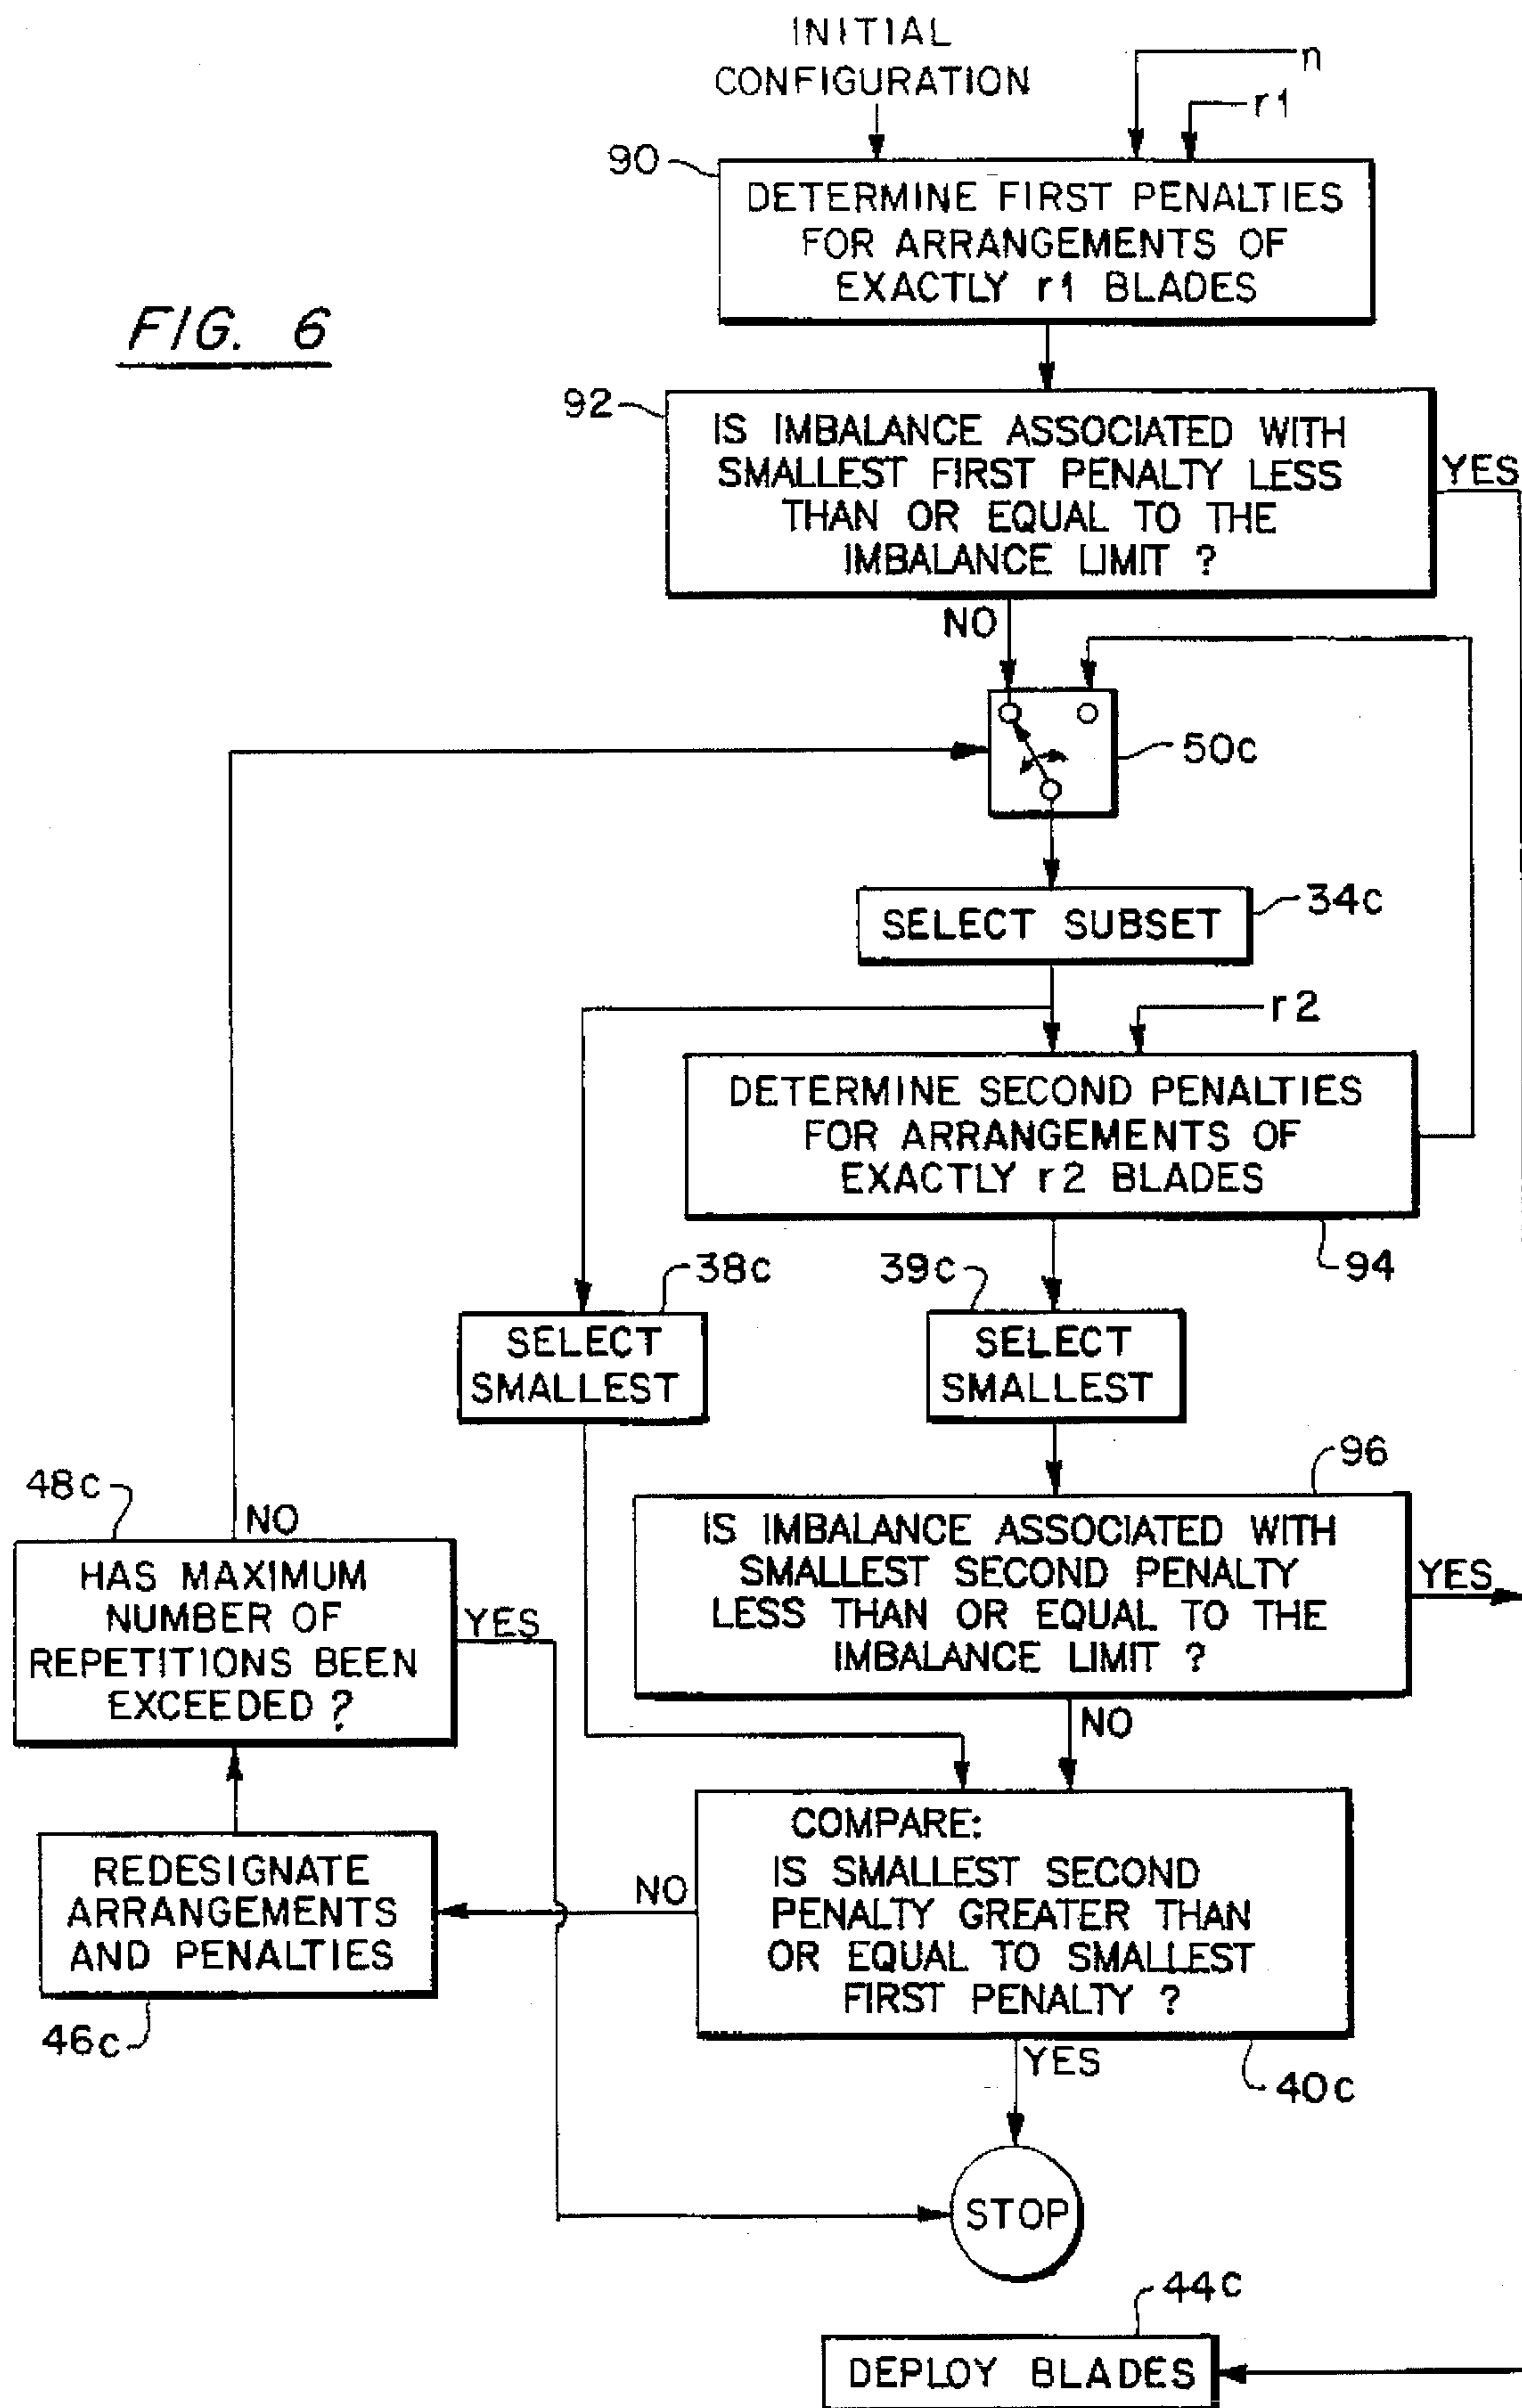 INITIAL
CONFIGURATION
n
r1
90
DETERMINE FIRST PENALTIES
FOR ARRANGEMENTS OF
EXACTLY r1 BLADES
FIG. 6
92
IS IMBALANCE ASSOCIATED WITH
SMALLEST FIRST PENALTY LESS
THAN OR EQUAL TO THE
IMBALANCE LIMIT ?
YES
NO
50c
34c
SELECT SUBSET
r2
DETERMINE SECOND PENALTIES
FOR ARRANGEMENTS OF
EXACTLY r2 BLADES
94
38c
39c
SELECT
SMALLEST
SELECT
SMALLEST
96
48c
NO
IS IMBALANCE ASSOCIATED WITH
SMALLEST SECOND PENALTY
LESS THAN OR EQUAL TO THE
IMBALANCE LIMIT ?
YES
HAS MAXIMUM
NUMBER OF
REPETITIONS BEEN
EXCEEDED ?
YES
NO
COMPARE:
IS SMALLEST SECOND
PENALTY GREATER THAN
OR EQUAL TO SMALLEST
FIRST PENALTY ?
NO
REDESIGNATE
ARRANGEMENTS
AND PENALTIES
46c
YES
40c
STOP
44c
DEPLOY BLADES